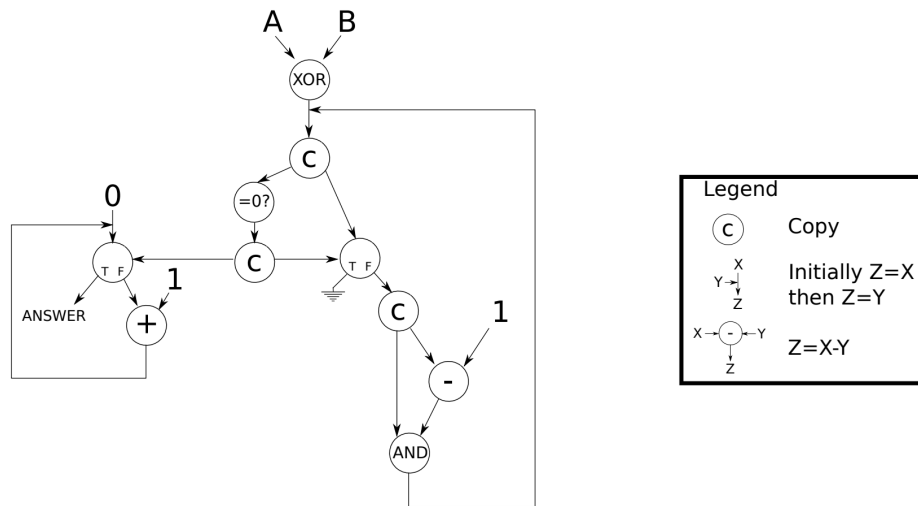 A B
XOR
C
=0?
0
C
T F
T F
1
ANSWER
+
C
1
-
AND
Legend
C Copy
X
Y
Z
Initially Z=X
then Z=Y
X - Y
Z
Z=X-Y